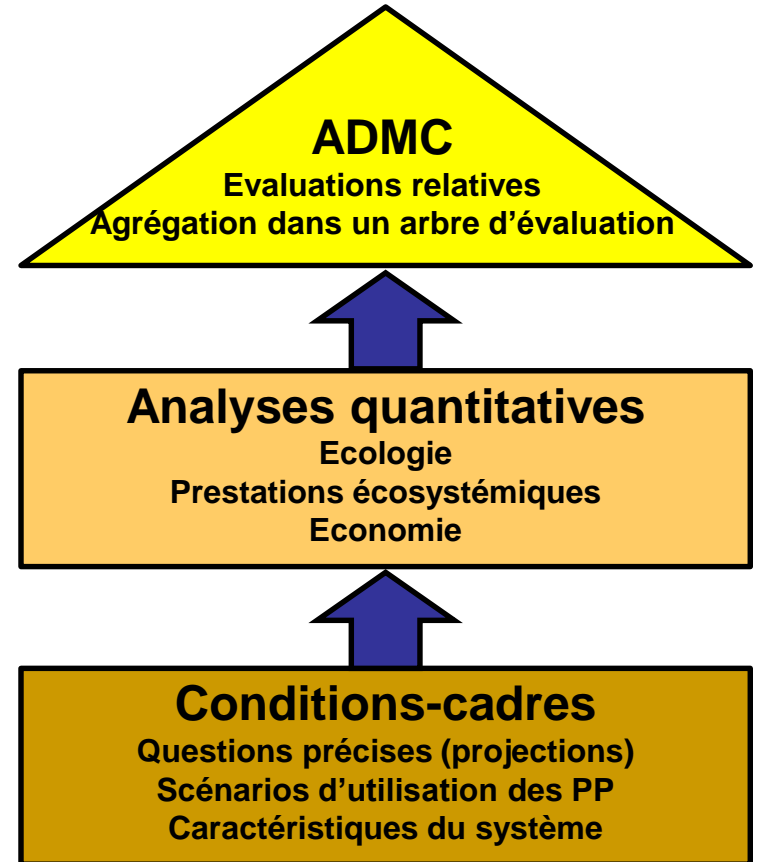 ADMC
Evaluations relatives
Agrégation dans un arbre d’évaluation
Analyses quantitatives
Ecologie
Prestations écosystémiques
Economie
Conditions-cadres
Questions précises (projections)
Scénarios d’utilisation des PP
Caractéristiques du système